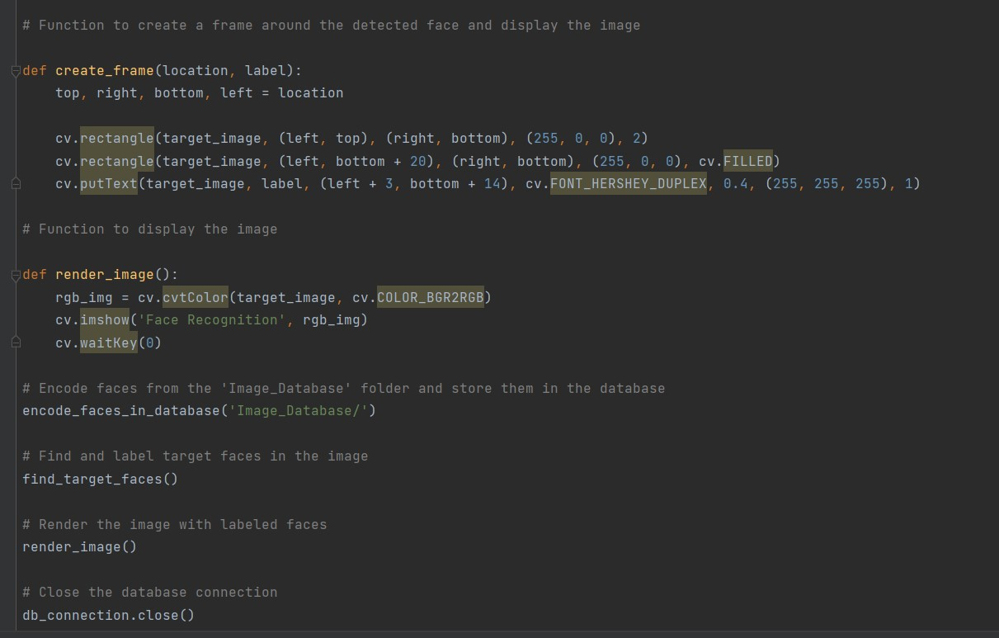 # Function to create a frame around the detected face and display the image
def create_frame(location, label):
    top, right, bottom, left = location
    cv.rectangle(target_image, (left, top), (right, bottom), (255, 0, 0), 2)
    cv.rectangle(target_image, (left, bottom + 20), (right, bottom), (255, 0, 0), cv.FILLED)
    cv.putText(target_image, label, (left + 3, bottom + 14), cv.FONT_HERSHEY_DUPLEX, 0.4, (255, 255, 255), 1)
# Function to display the image
def render_image():
    rgb_img = cv.cvtColor(target_image, cv.COLOR_BGR2RGB)
    cv.imshow('Face Recognition', rgb_img)
    cv.waitKey(0)
# Encode faces from the 'Image_Database' folder and store them in the database
encode_faces_in_database('Image_Database/')
# Find and label target faces in the image
find_target_faces()
# Render the image with labeled faces
render_image()
# Close the database connection
db_connection.close()